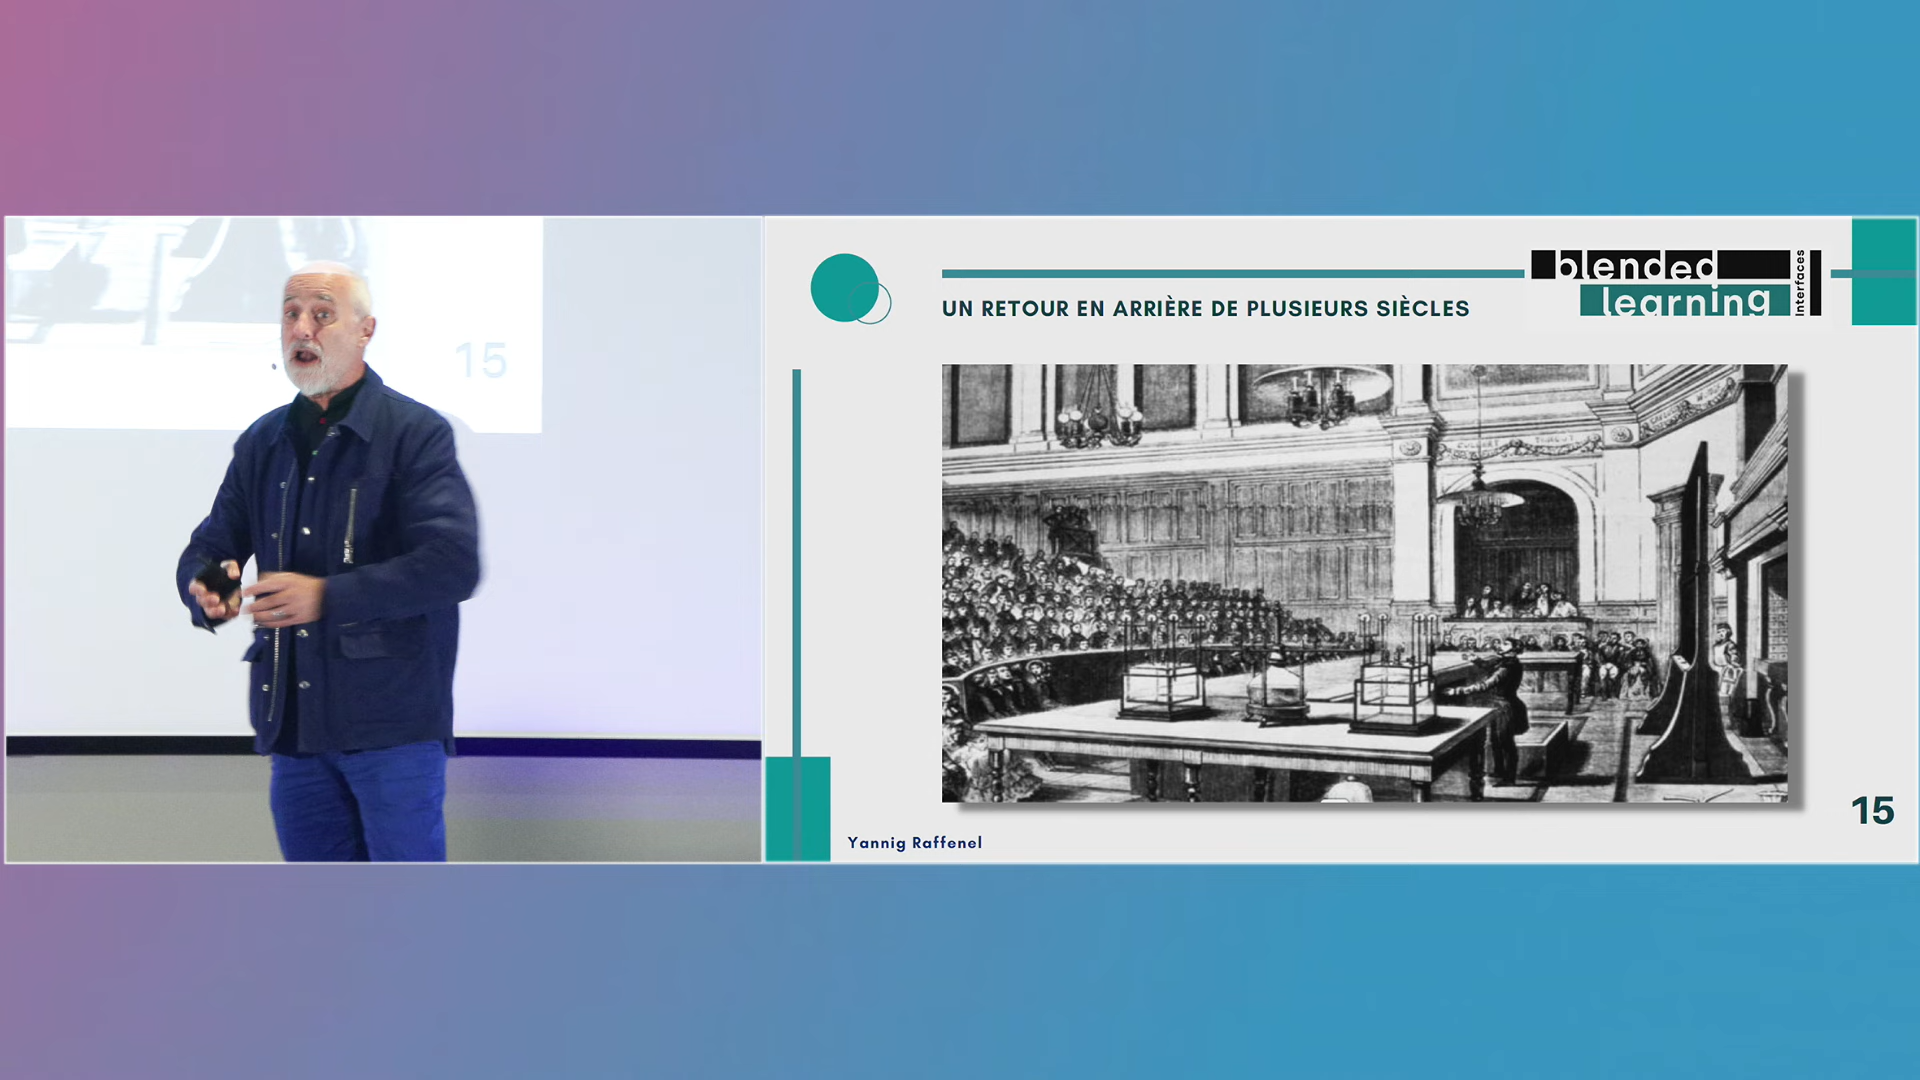 15
UN RETOUR EN ARRIÈRE DE PLUSIEURS SIÈCLES
blended
learning
Interfaces
15
Yannig Raffenel